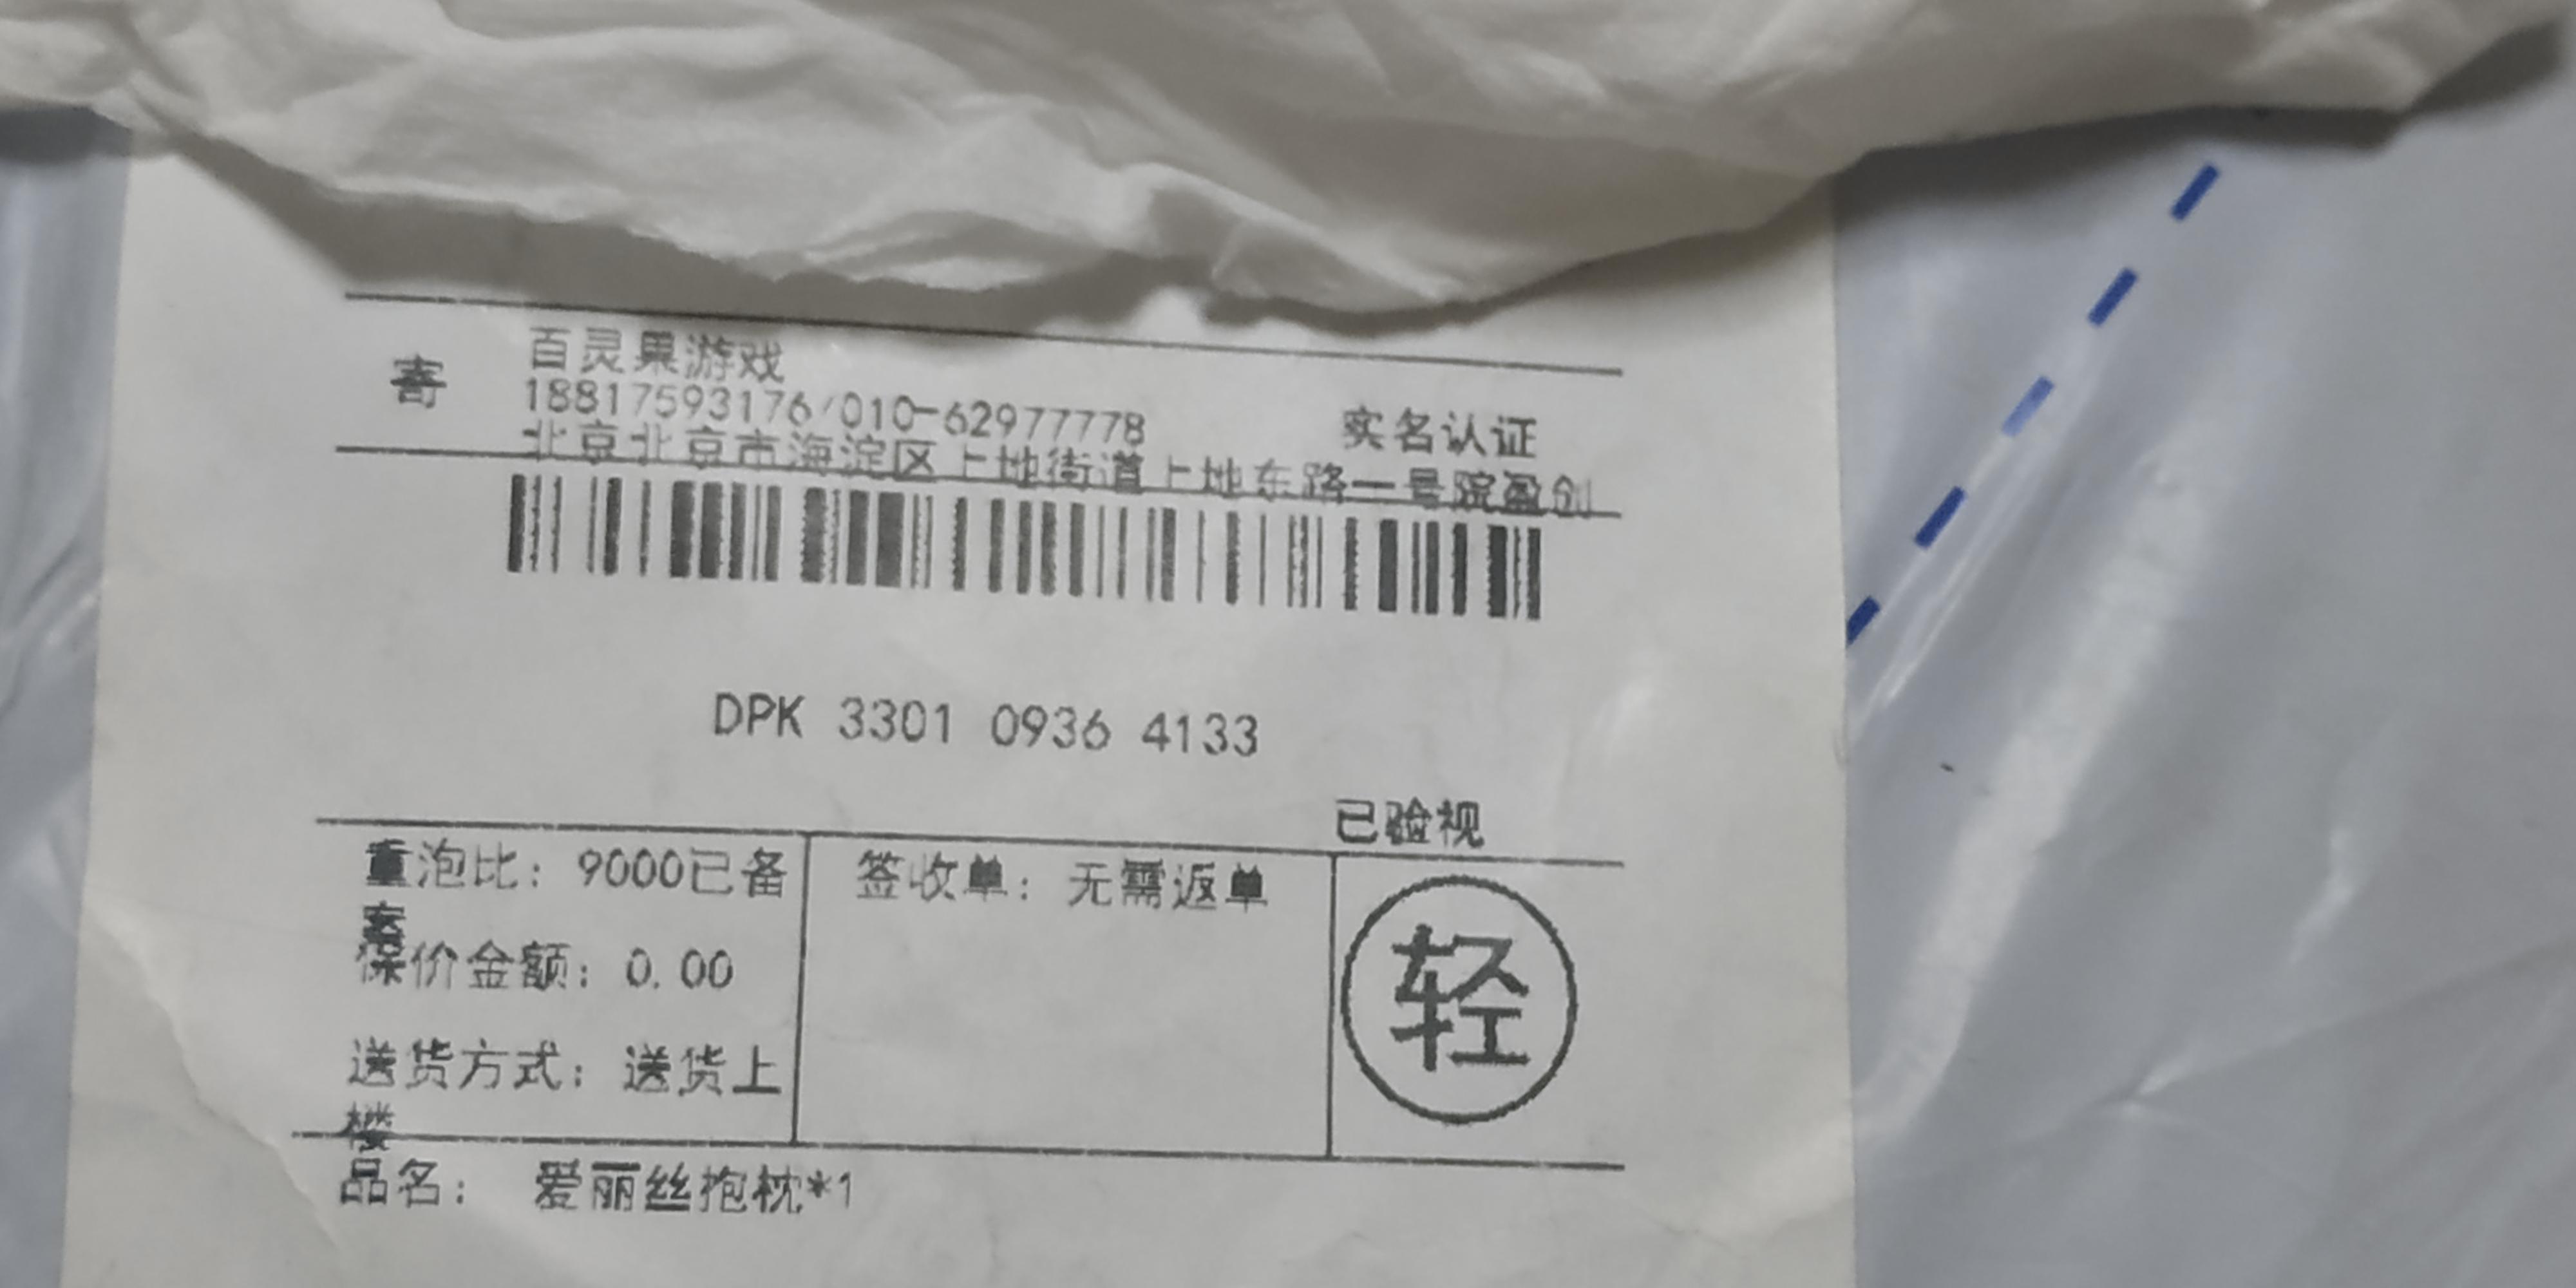 寄
百灵果游戏
18817593176/010-62977778
实名认证
北京北京市海淀区上地街道上地东路一号院盈创
DPK 3301 0936 4133
已验视
重泡比：9000已备
案
签收单：无需返单
轻
保价金额：0.00
送货方式：送货上
楼
品名： 爱丽丝抱枕*1